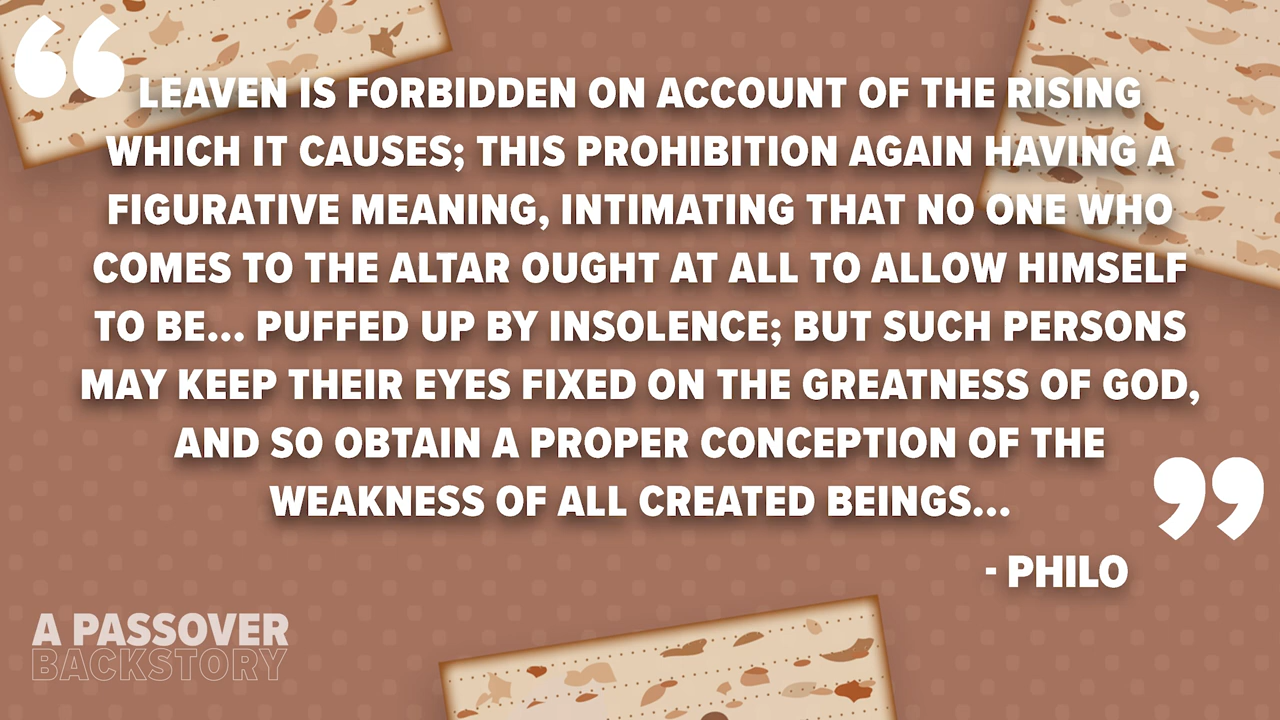 “ LEAVEN IS FORBIDDEN ON ACCOUNT OF THE RISING
WHICH IT CAUSES; THIS PROHIBITION AGAIN HAVING A
FIGURATIVE MEANING, INTIMATING THAT NO ONE WHO
COMES TO THE ALTAR OUGHT AT ALL TO ALLOW HIMSELF
TO BE... PUFFED UP BY INSOLENCE; BUT SUCH PERSONS
MAY KEEP THEIR EYES FIXED ON THE GREATNESS OF GOD,
AND SO OBTAIN A PROPER CONCEPTION OF THE
WEAKNESS OF ALL CREATED BEINGS... ”
- PHILO
A PASSOVER
BACKSTORY